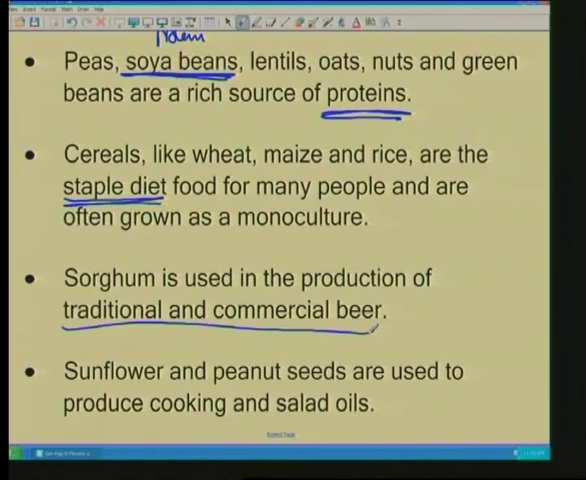 Peas, soya beans, lentils, oats, nuts and green
beans are a rich source of proteins.
Cereals, like wheat, maize and rice, are the
staple diet food for many people and are
often grown as a monoculture.
Sorghum is used in the production of
traditional and commercial beer.
Sunflower and peanut seeds are used to
produce cooking and salad oils.